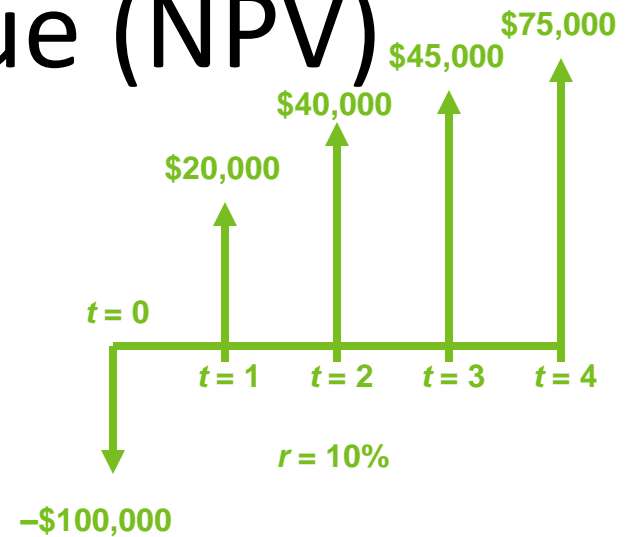 ue (NPV)
$75,000
$45,000
$40,000
$20,000
t = 0
t = 1 t = 2 t = 3 t = 4
r = 10%
–$100,000